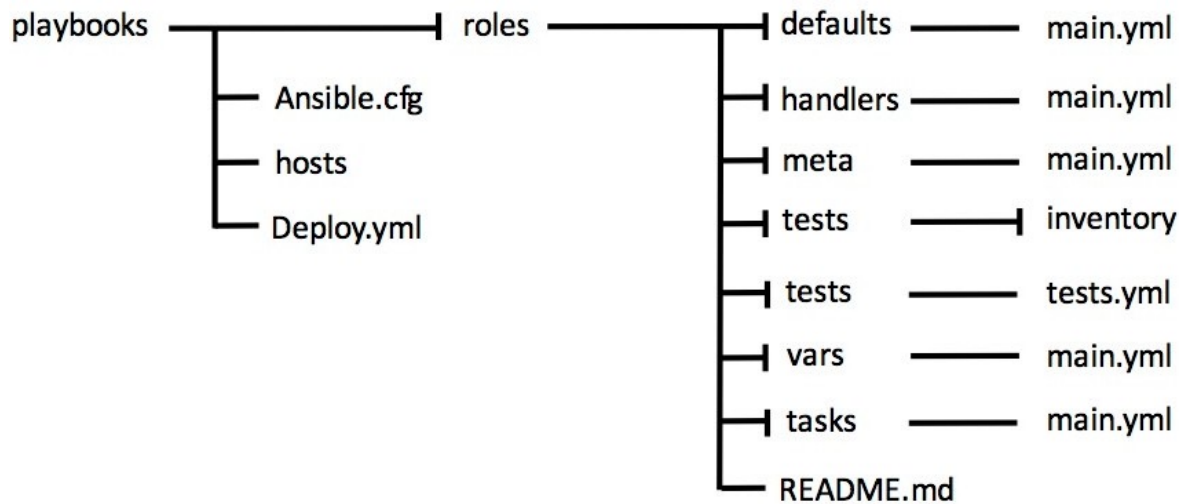 playbooks roles defaults main.yml
Ansible.cfg handlers main.yml
hosts meta main.yml
Deploy.yml tests inventory
tests tests.yml
vars main.yml
tasks main.yml
README.md